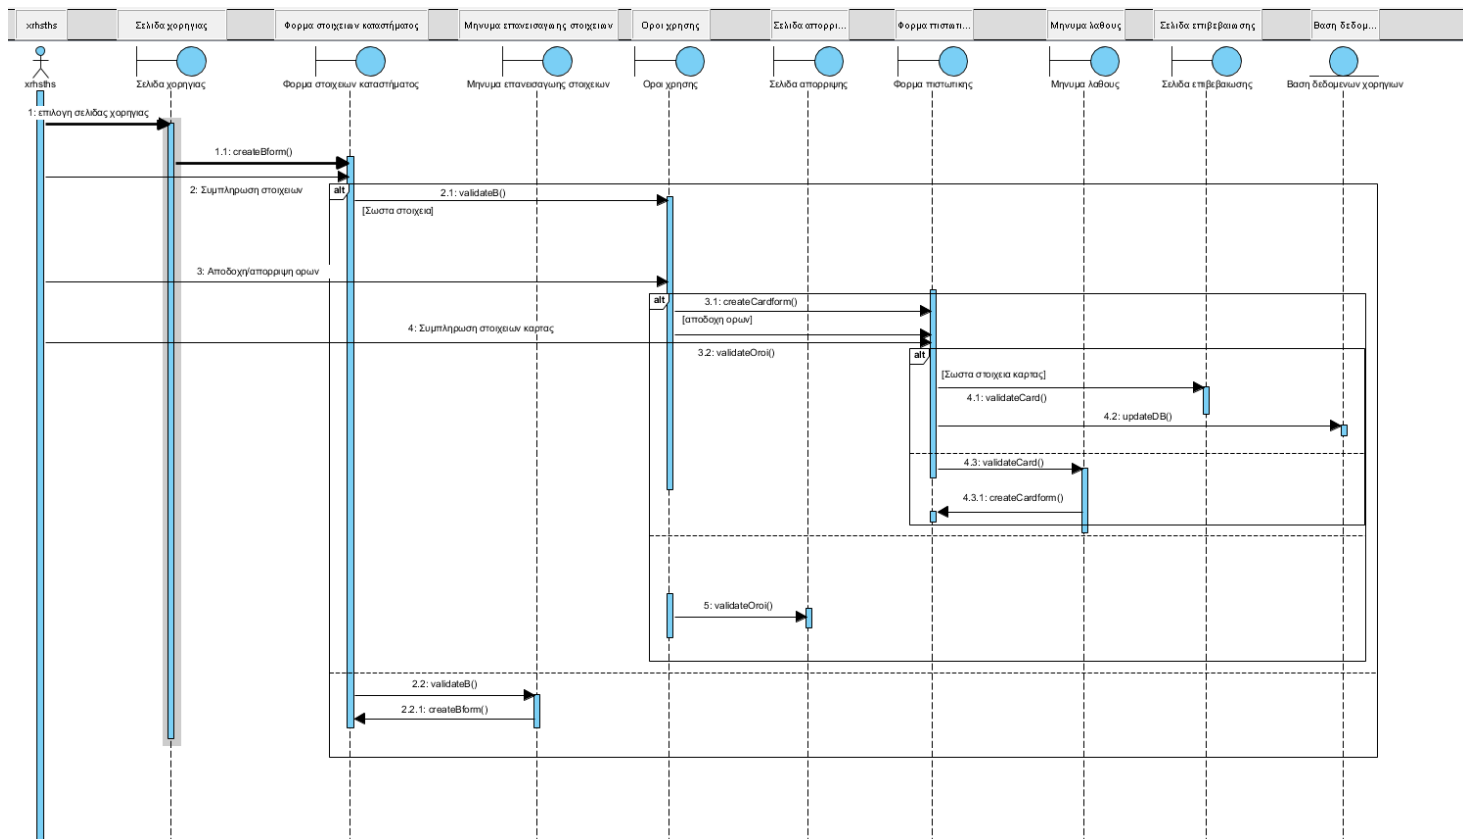 xrhsths
Σελιδα χορηγιας
Φορμα στοιχειων καταστήματος
Μηνυμα επανεισαγωγης στοιχειων
Οροι χρησης
Σελιδα απορρι...
Φορμα πιστωτι...
Μηνυμα λαθους
Σελιδα επιβεβαιωσης
Βαση δεδομ...
xrhsths
Σελιδα χορηγιας
Φορμα στοιχειων καταστήματος
Μηνυμα επανεισαγωγης στοιχειων
Οροι χρησης
Σελιδα απορριψης
Φορμα πιστωτικης
Μηνυμα λαθους
Σελιδα επιβεβαιωσης
Βαση δεδομενων χορηγιων
1: επιλογη σελιδας χορηγιας
1.1: createBform()
2: Συμπληρωση στοιχειων
alt
2.1: validateB()
[Σωστα στοιχεια]
3: Αποδοχη/απορριψη ορων
alt
3.1: createCardform()
[αποδοχη ορων]
4: Συμπληρωση στοιχειων καρτας
3.2: validateOroi()
alt
[Σωστα στοιχεια καρτας]
4.1: validateCard()
4.2: updateDB()
4.3: validateCard()
4.3.1: createCardform()
5: validateOroi()
2.2: validateB()
2.2.1: createBform()